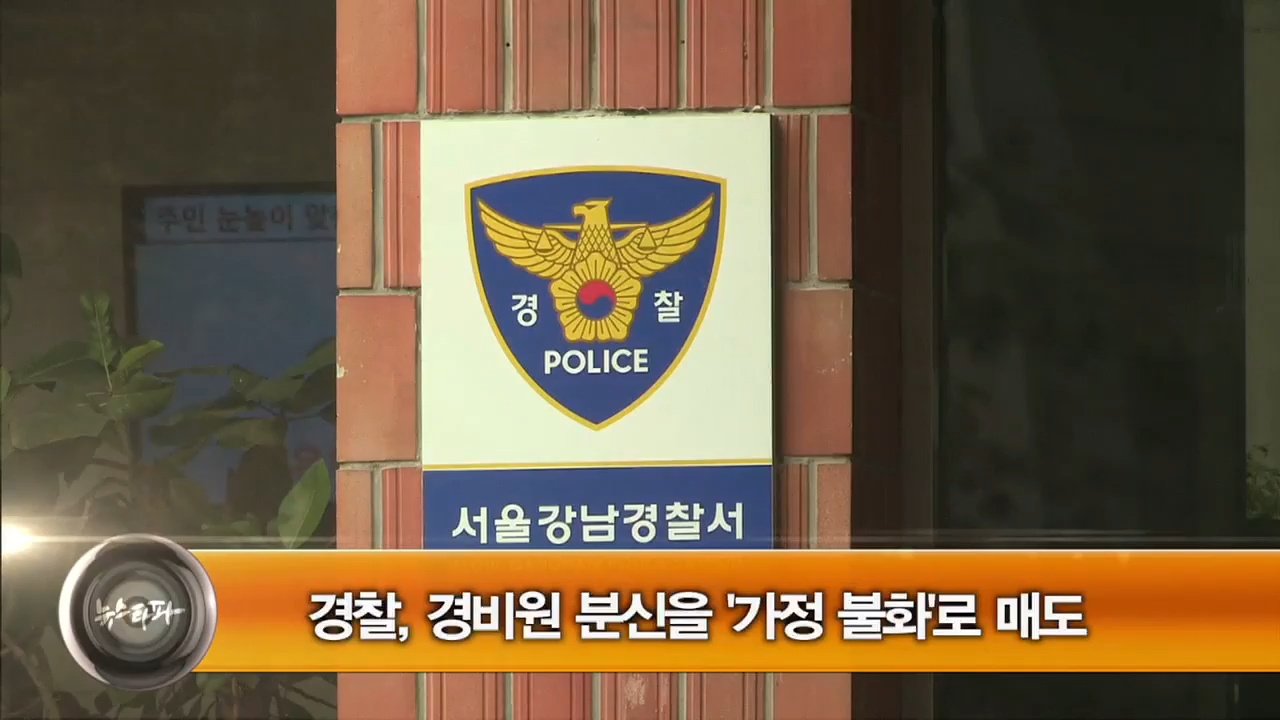 주민 눈높이
경 찰
POLICE
서울강남경찰서
뉴스타파
경찰, 경비원 분신을 '가정 불화'로 매도